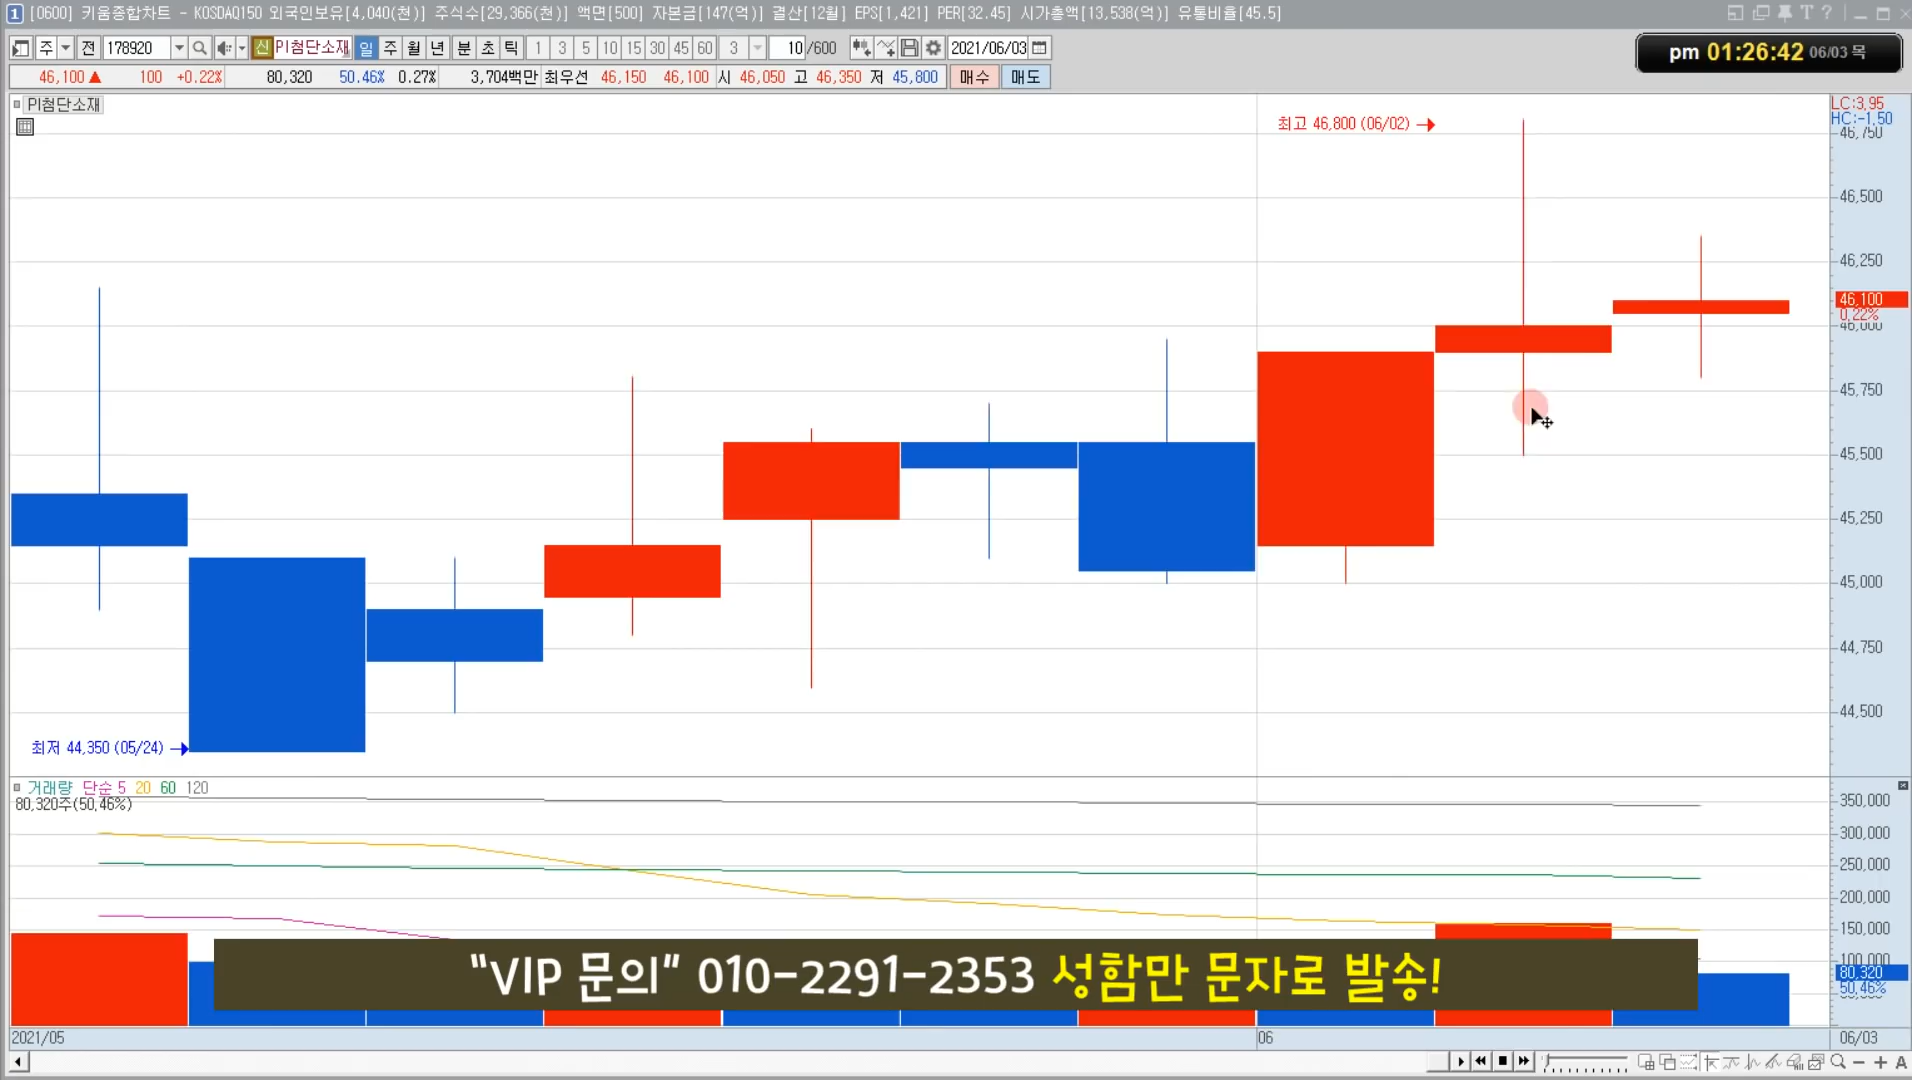 1 [0600] 키움종합차트 - KOSDAQ150 외국인보유[4,040(천)] 주식수[29,366(천)] 액면[500] 자본금[147(억)] 결산[12월] EPS[1,421] PER[32.45] 시가총액[13,538(억)] 유통비율[45.5]
주 전 178920 신 PI첨단소재 일 주 월 년 분 초 틱 1 3 5 10 15 30 45 60 3 10 /600 2021/06/03
pm 01:26:42 06/03 목
46,100 ▲ 100 +0.22% 80,320 50.46% 0.27% 3,704백만 최우선 46,150 46,100 시 46,050 고 46,350 저 45,800 매수 매도
PI첨단소재
LC:3.95
HC:-1.50
최고 46,800 (06/02) →
46,750
46,500
46,250
46,100
0.22%
46,000
45,750
45,500
45,250
45,000
44,750
44,500
최저 44,350 (05/24) →
거래량 단순 5 20 60 120
80,320주(50.46%)
350,000
300,000
250,000
200,000
150,000
100,000
80,320
50.46%
"VIP 문의" 010-2291-2353 성함만 문자로 발송!
2021/05 06 06/03
A